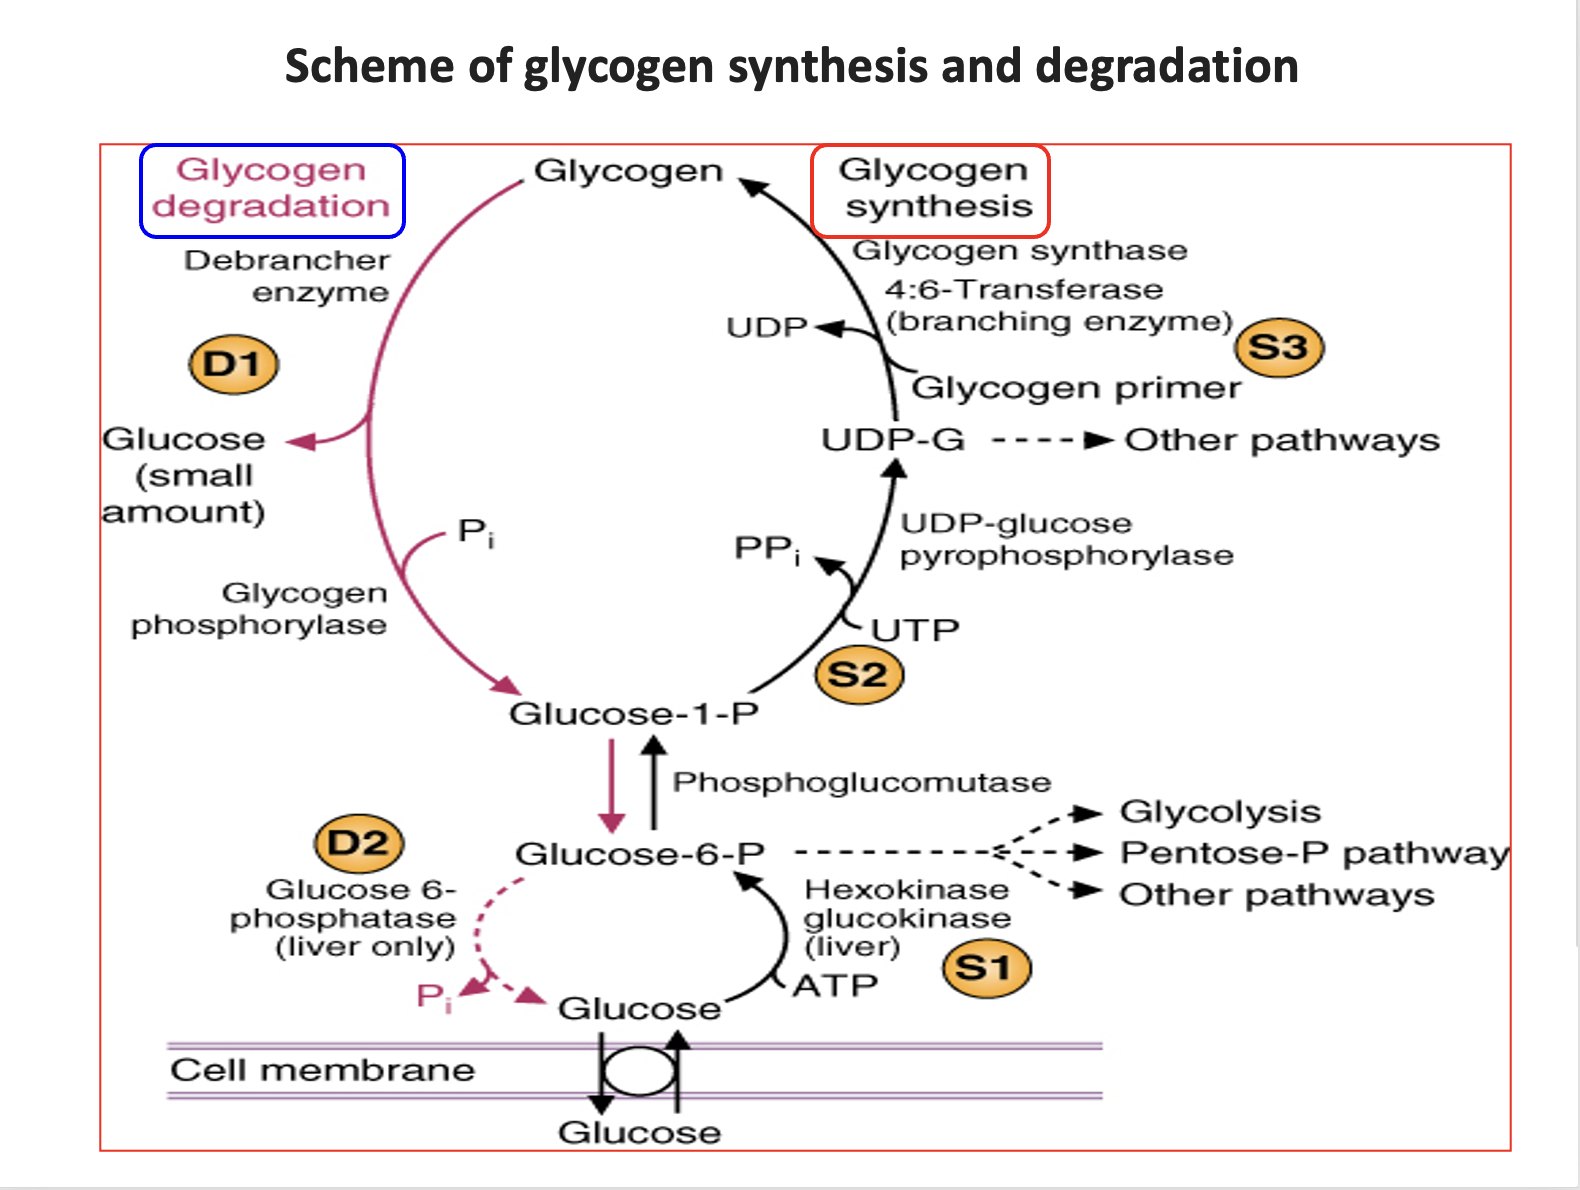 Scheme of glycogen synthesis and degradation
Glycogen
degradation
Glycogen
Glycogen
synthesis
Debrancher
enzyme
Glycogen synthase
4:6-Transferase
(branching enzyme)
UDP
S3
D1
Glycogen primer
Glucose
(small
amount)
UDP-G
Other pathways
Pi
PPi
UDP-glucose
pyrophosphorylase
Glycogen
phosphorylase
UTP
S2
Glucose-1-P
Phosphoglucomutase
D2
Glucose-6-P
Glycolysis
Pentose-P pathway
Other pathways
Glucose 6-
phosphatase
(liver only)
Hexokinase
glucokinase
(liver)
S1
Pi
ATP
Glucose
Cell membrane
Glucose